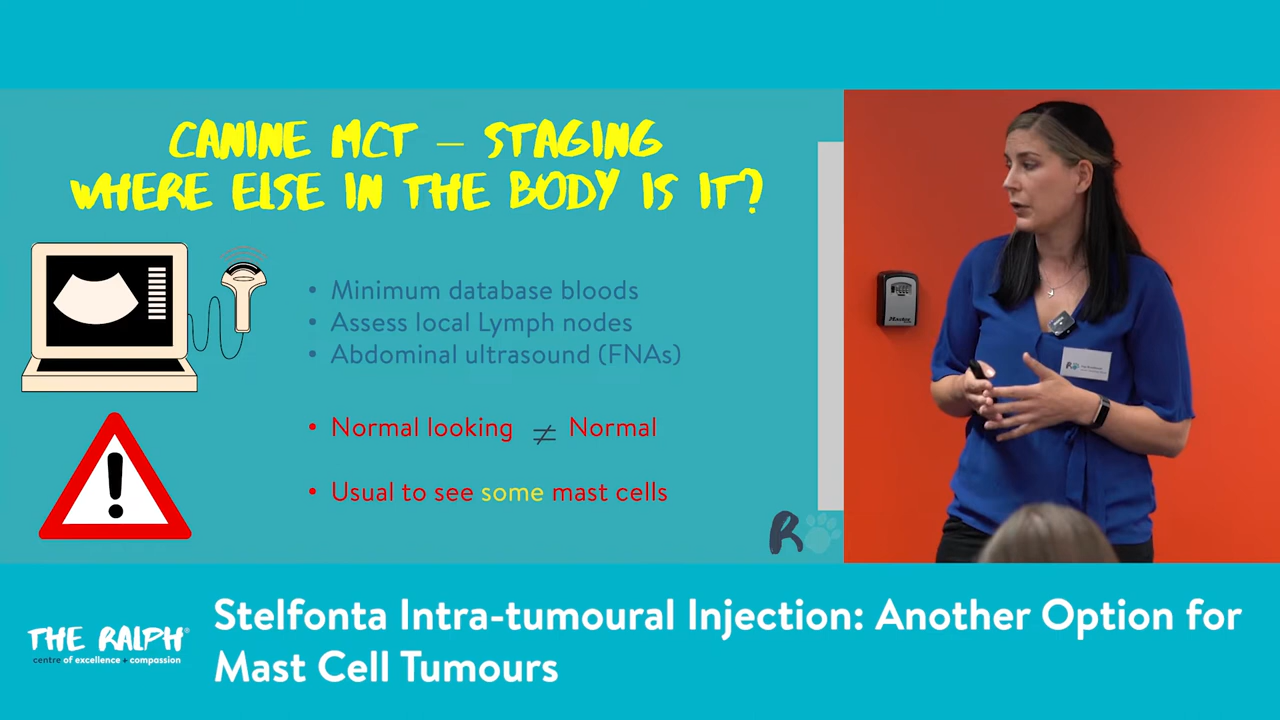 CANINE MCT – STAGING
WHERE ELSE IN THE BODY IS IT?
• Minimum database bloods
• Assess local Lymph nodes
• Abdominal ultrasound (FNAs)
• Normal looking ≠ Normal
• Usual to see some mast cells
R
THE RALPH®
centre of excellence + compassion
Stelfonta Intra-tumoural Injection: Another Option for
Mast Cell Tumours